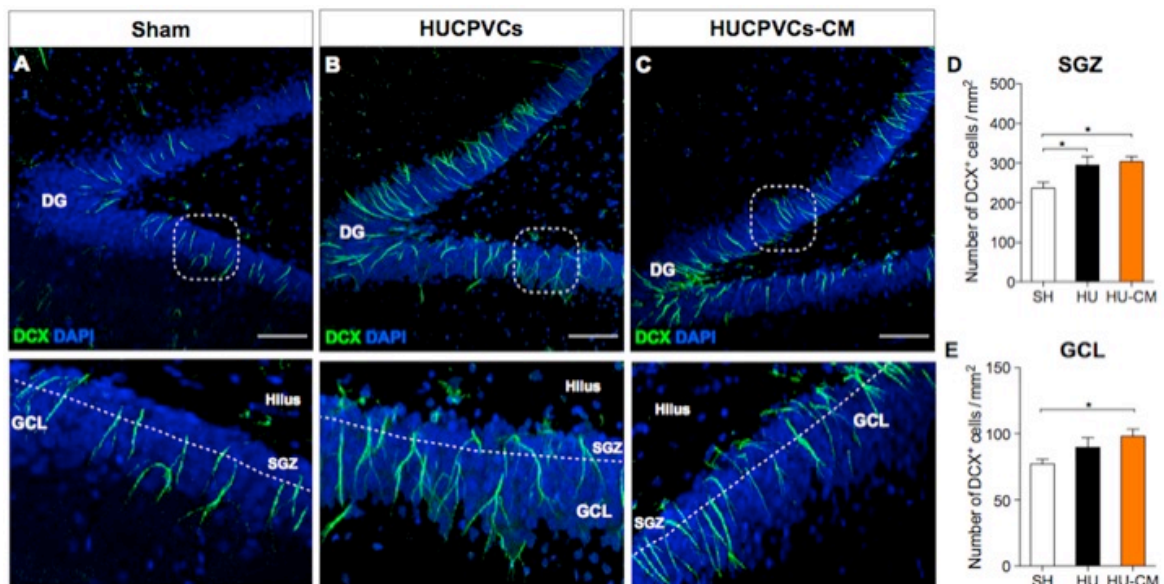 Sham
HUCPVCs
HUCPVCs-CM
A
DG
DCX DAPI
B
DG
DCX DAPI
C
DG
DCX DAPI
Hilus
GCL
SGZ
Hilus
SGZ
GCL
Hilus
GCL
SGZ
D
SGZ
Number of DCX⁺ cells / mm²
500
400
300
200
100
0
*
*
SH HU HU-CM
E
GCL
Number of DCX⁺ cells / mm²
150
100
50
0
*
SH HU HU-CM